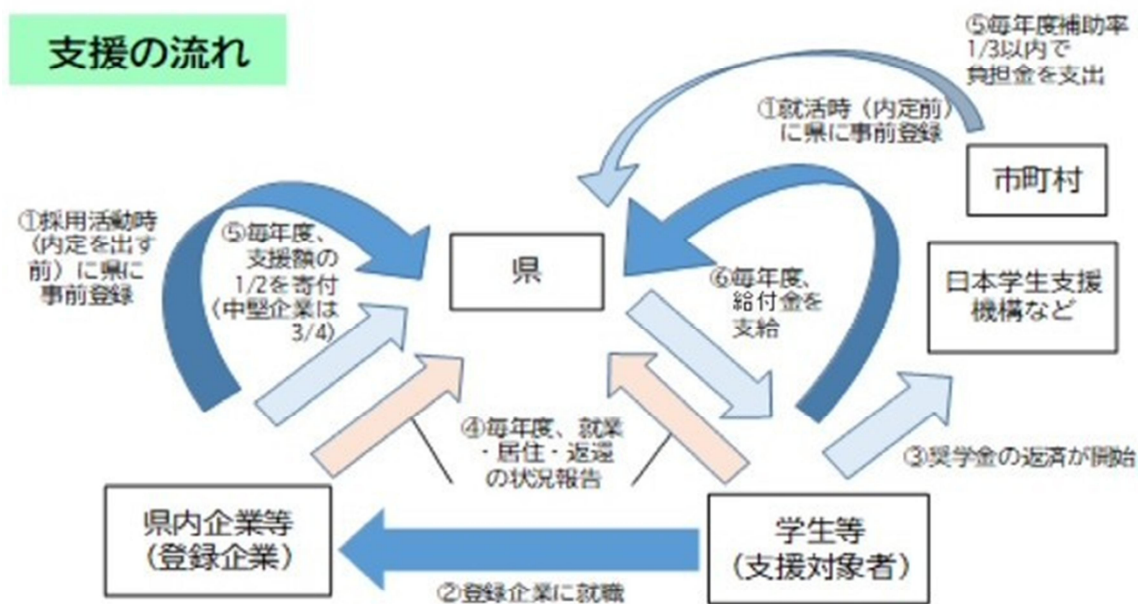 支援の流れ
⑤毎年度補助率
1/3以内で
負担金を支出
①就活時（内定前）
に県に事前登録
市町村
①採用活動時
（内定を出す
前）に県に
事前登録
⑤毎年度、
支援額の
1/2を寄付
（中堅企業は
3/4）
県
⑥毎年度、
給付金を
支給
日本学生支援
機構など
④毎年度、就業
・居住・返還
の状況報告
③奨学金の返済が開始
県内企業等
（登録企業）
学生等
（支援対象者）
②登録企業に就職